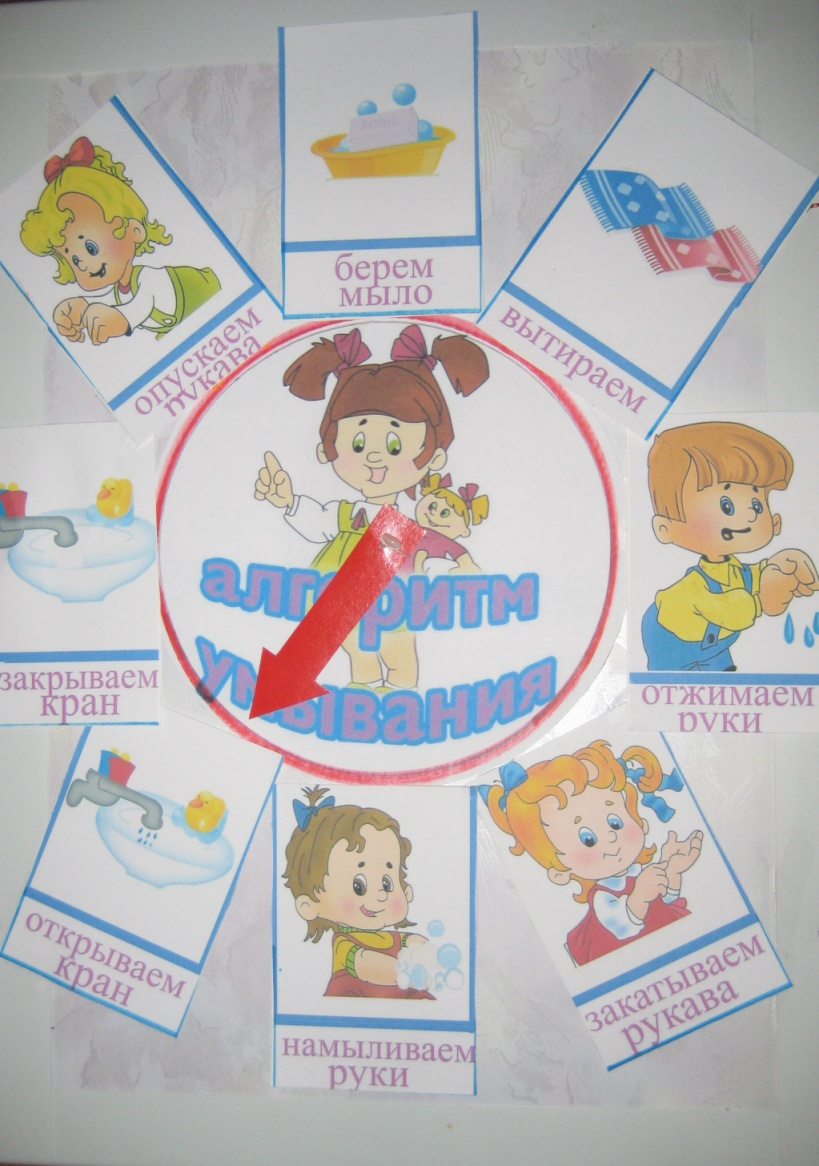 берем
мыло
вытираем
отжимаем
руки
закатываем
рукава
намыливаем
руки
открываем
кран
закрываем
кран
опускаем
рукава
алгоритм
умывания